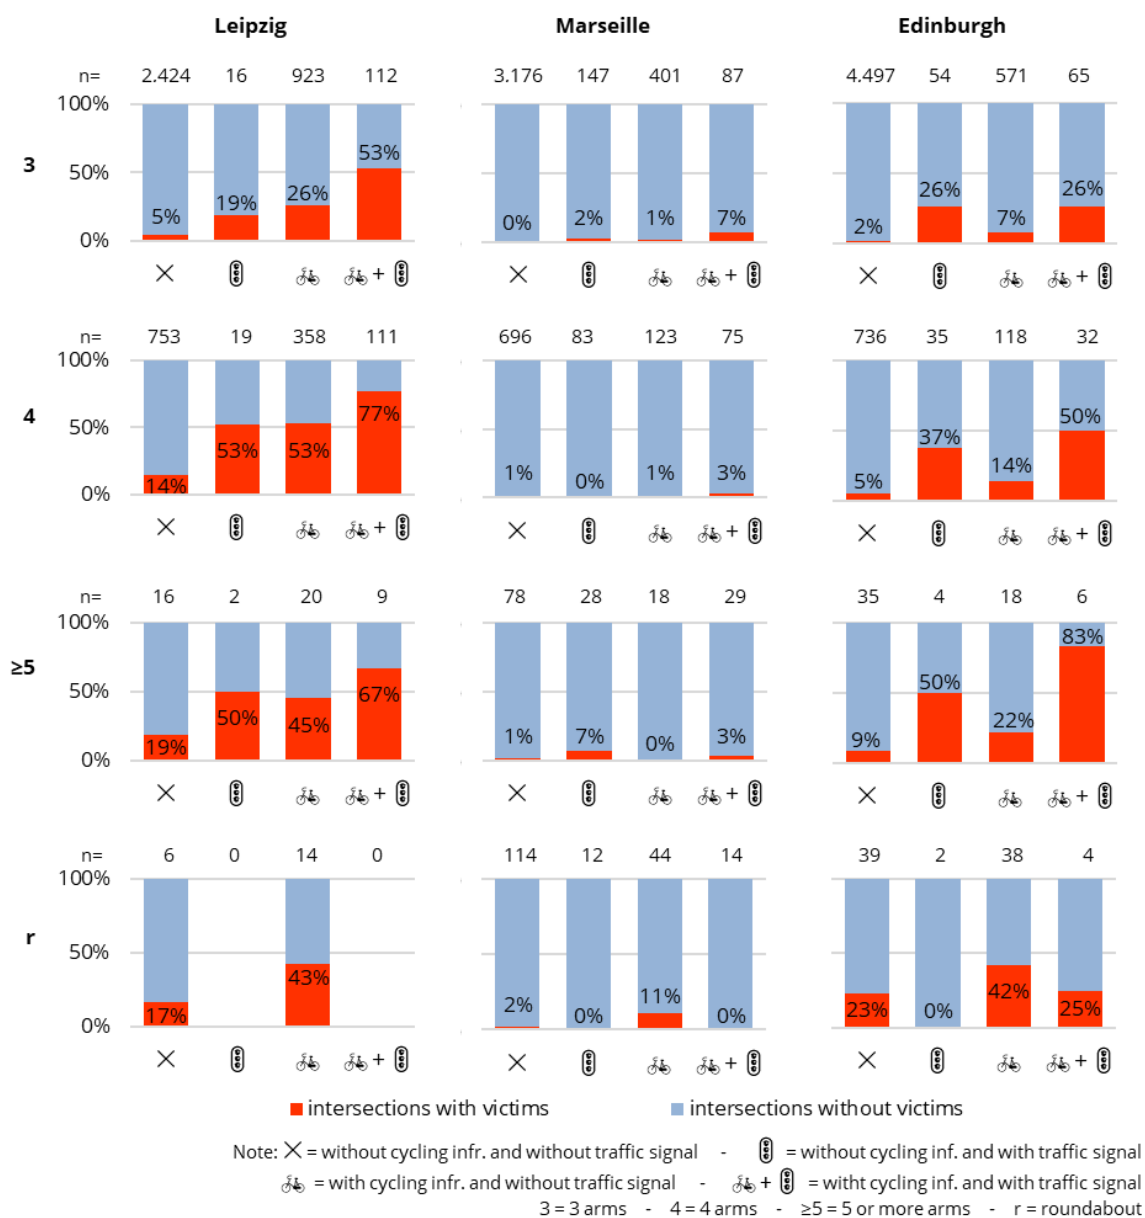 Leipzig Marseille Edinburgh
n= 2.424 16 923 112 3.176 147 401 87 4.497 54 571 65
100%
3 50%
0%
5% 19% 26% 53% 0% 2% 1% 7% 2% 26% 7% 26%
+ + +
n= 753 19 358 111 696 83 123 75 736 35 118 32
100%
4 50%
0%
14% 53% 53% 77% 1% 0% 1% 3% 5% 37% 14% 50%
+ + +
n= 16 2 20 9 78 28 18 29 35 4 18 6
100%
≥5 50%
0%
19% 50% 45% 67% 1% 7% 0% 3% 9% 50% 22% 83%
+ + +
n= 6 0 14 0 114 12 44 14 39 2 38 4
100%
r 50%
0%
17% 43% 2% 0% 11% 0% 23% 0% 42% 25%
+ + +
intersections with victims intersections without victims
Note: = without cycling infr. and without traffic signal - = without cycling inf. and with traffic signal
= with cycling infr. and without traffic signal - + = witht cycling inf. and with traffic signal
3 = 3 arms - 4 = 4 arms - ≥5 = 5 or more arms - r = roundabout